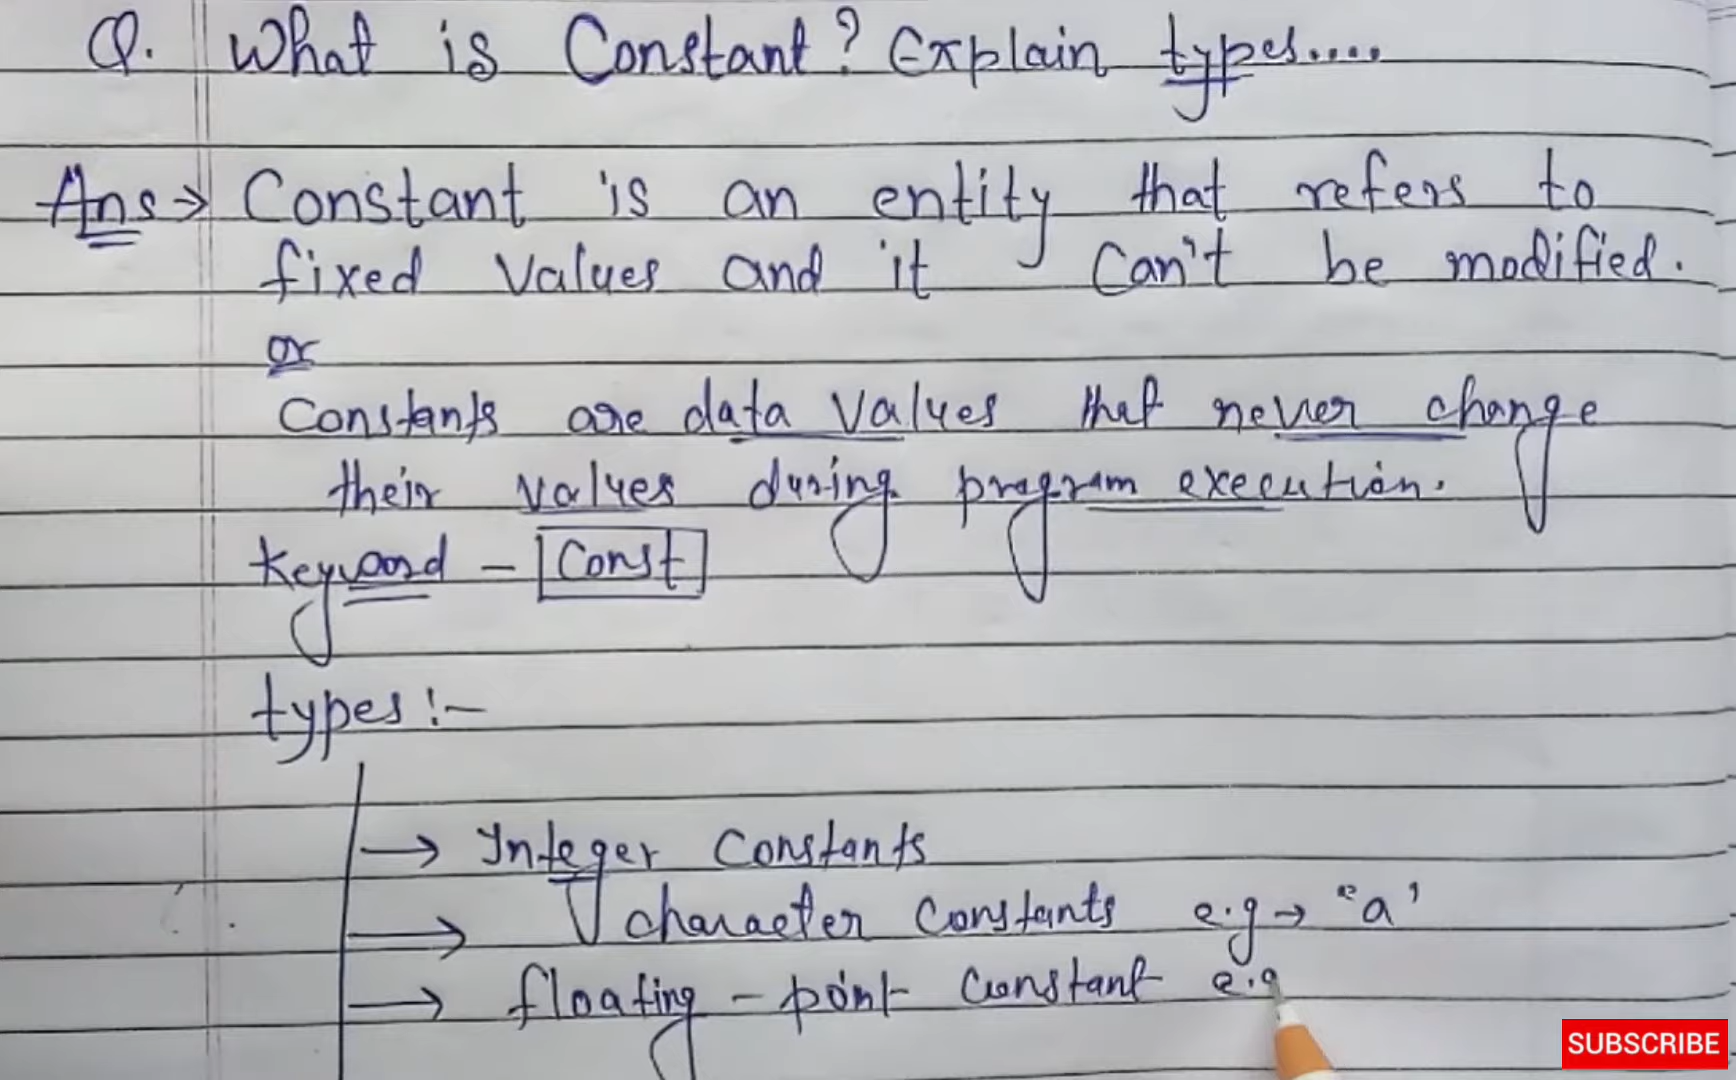 Q. What is Constant? Explain types....
Ans → Constant is an entity that refers to
fixed values and it can't be modified.
or
Constants are data values that never change
their values during program execution.
Keyword - Const
types :-
→ Integer Constants
→ character Constants e.g → "a'
→ floating - point Constant e.g
SUBSCRIBE